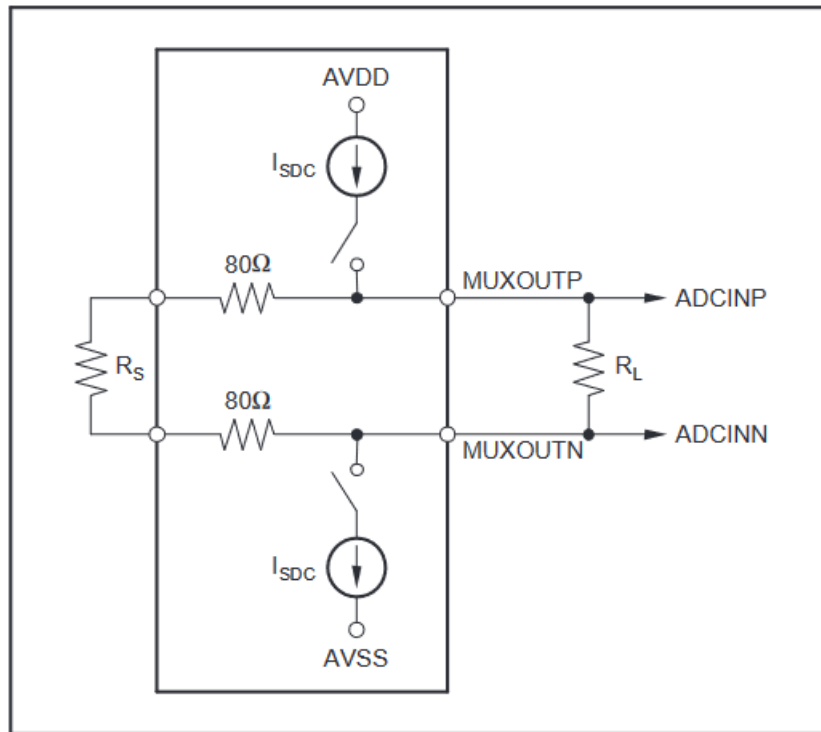 AVDD
I_SDC
80Ω
MUXOUTP
ADCINP
R_S
R_L
80Ω
MUXOUTN
ADCINN
I_SDC
AVSS